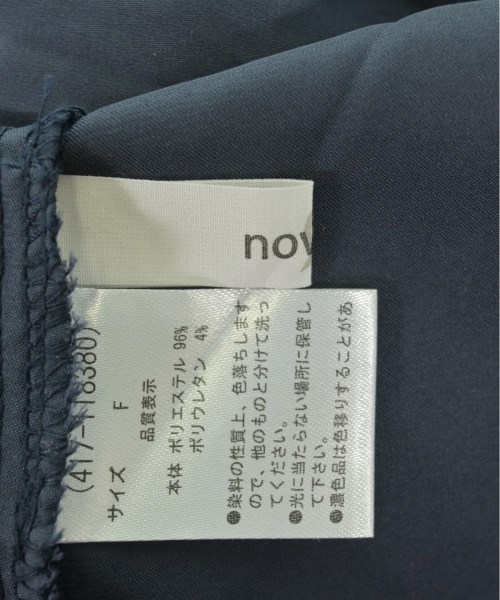 nov
(417-118380)
サイズ F
品質表示
本体 ポリエステル 96%
ポリウレタン 4%
●染料の性質上、色落ちします
ので、他のものと分けて洗っ
てください。
●光に当たらない場所に保管し
て下さい。
●濃色品は色移りすることがあ